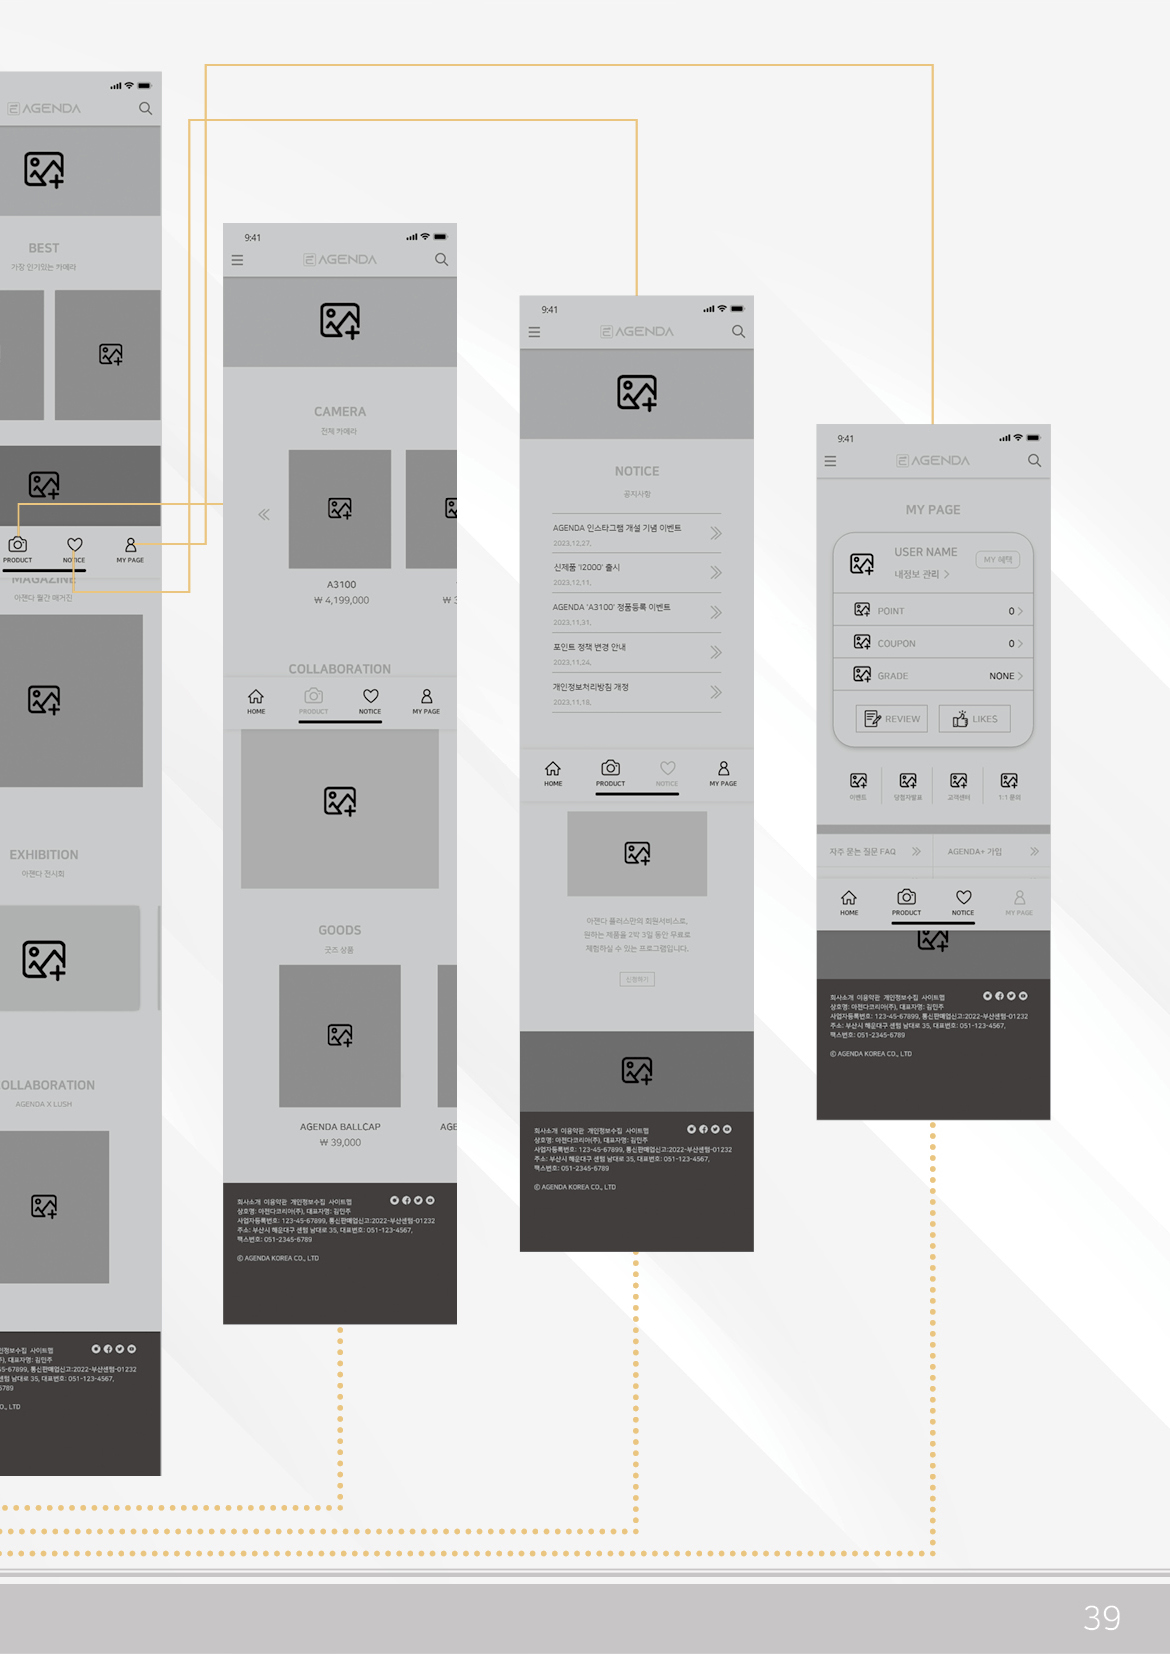 AGENDA
BEST
가장 인기있는 카메라
PRODUCT
NOTICE
MY PAGE
MAGAZINE
아젠다 월간 매거진
EXHIBITION
아젠다 전시회
OLLABORATION
AGENDA X LUSH
인정보수집 사이트맵
주), 대표자명: 김민주
45-67899, 통신판매업신고:2022-부산센텀-01232
센텀 남대로 35, 대표번호: 051-123-4567,
6789
O., LTD
9:41
AGENDA
CAMERA
전체 카메라
A3100
₩ 4,199,000
₩ 3
COLLABORATION
HOME
PRODUCT
NOTICE
MY PAGE
GOODS
굿즈 상품
AGENDA BALLCAP
AGE
₩ 39,000
회사소개 이용약관 개인정보수집 사이트맵
상호명: 아젠다코리아(주), 대표자명: 김민주
사업자등록번호: 123-45-67899, 통신판매업신고:2022-부산센텀-01232
주소: 부산시 해운대구 센텀 남대로 35, 대표번호: 051-123-4567,
팩스번호: 051-2345-6789
© AGENDA KOREA CO., LTD
9:41
AGENDA
NOTICE
공지사항
AGENDA 인스타그램 개설 기념 이벤트
2023.12.27.
신제품 'I2000' 출시
2023.12.11.
AGENDA 'A3100' 정품등록 이벤트
2023.11.31.
포인트 정책 변경 안내
2023.11.24.
개인정보처리방침 개정
2023.11.18.
HOME
PRODUCT
NOTICE
MY PAGE
아젠다 플러스만의 회원서비스로,
원하는 제품을 2박 3일 동안 무료로
체험하실 수 있는 프로그램입니다.
신청하기
회사소개 이용약관 개인정보수집 사이트맵
상호명: 아젠다코리아(주), 대표자명: 김민주
사업자등록번호: 123-45-67899, 통신판매업신고:2022-부산센텀-01232
주소: 부산시 해운대구 센텀 남대로 35, 대표번호: 051-123-4567,
팩스번호: 051-2345-6789
© AGENDA KOREA CO., LTD
9:41
AGENDA
MY PAGE
USER NAME
MY 혜택
내정보 관리
POINT 0
COUPON 0
GRADE NONE
REVIEW
LIKES
이벤트
당첨자발표
고객센터
1:1 문의
자주 묻는 질문 FAQ
AGENDA+ 가입
HOME
PRODUCT
NOTICE
MY PAGE
회사소개 이용약관 개인정보수집 사이트맵
상호명: 아젠다코리아(주), 대표자명: 김민주
사업자등록번호: 123-45-67899, 통신판매업신고:2022-부산센텀-01232
주소: 부산시 해운대구 센텀 남대로 35, 대표번호: 051-123-4567,
팩스번호: 051-2345-6789
© AGENDA KOREA CO., LTD
39